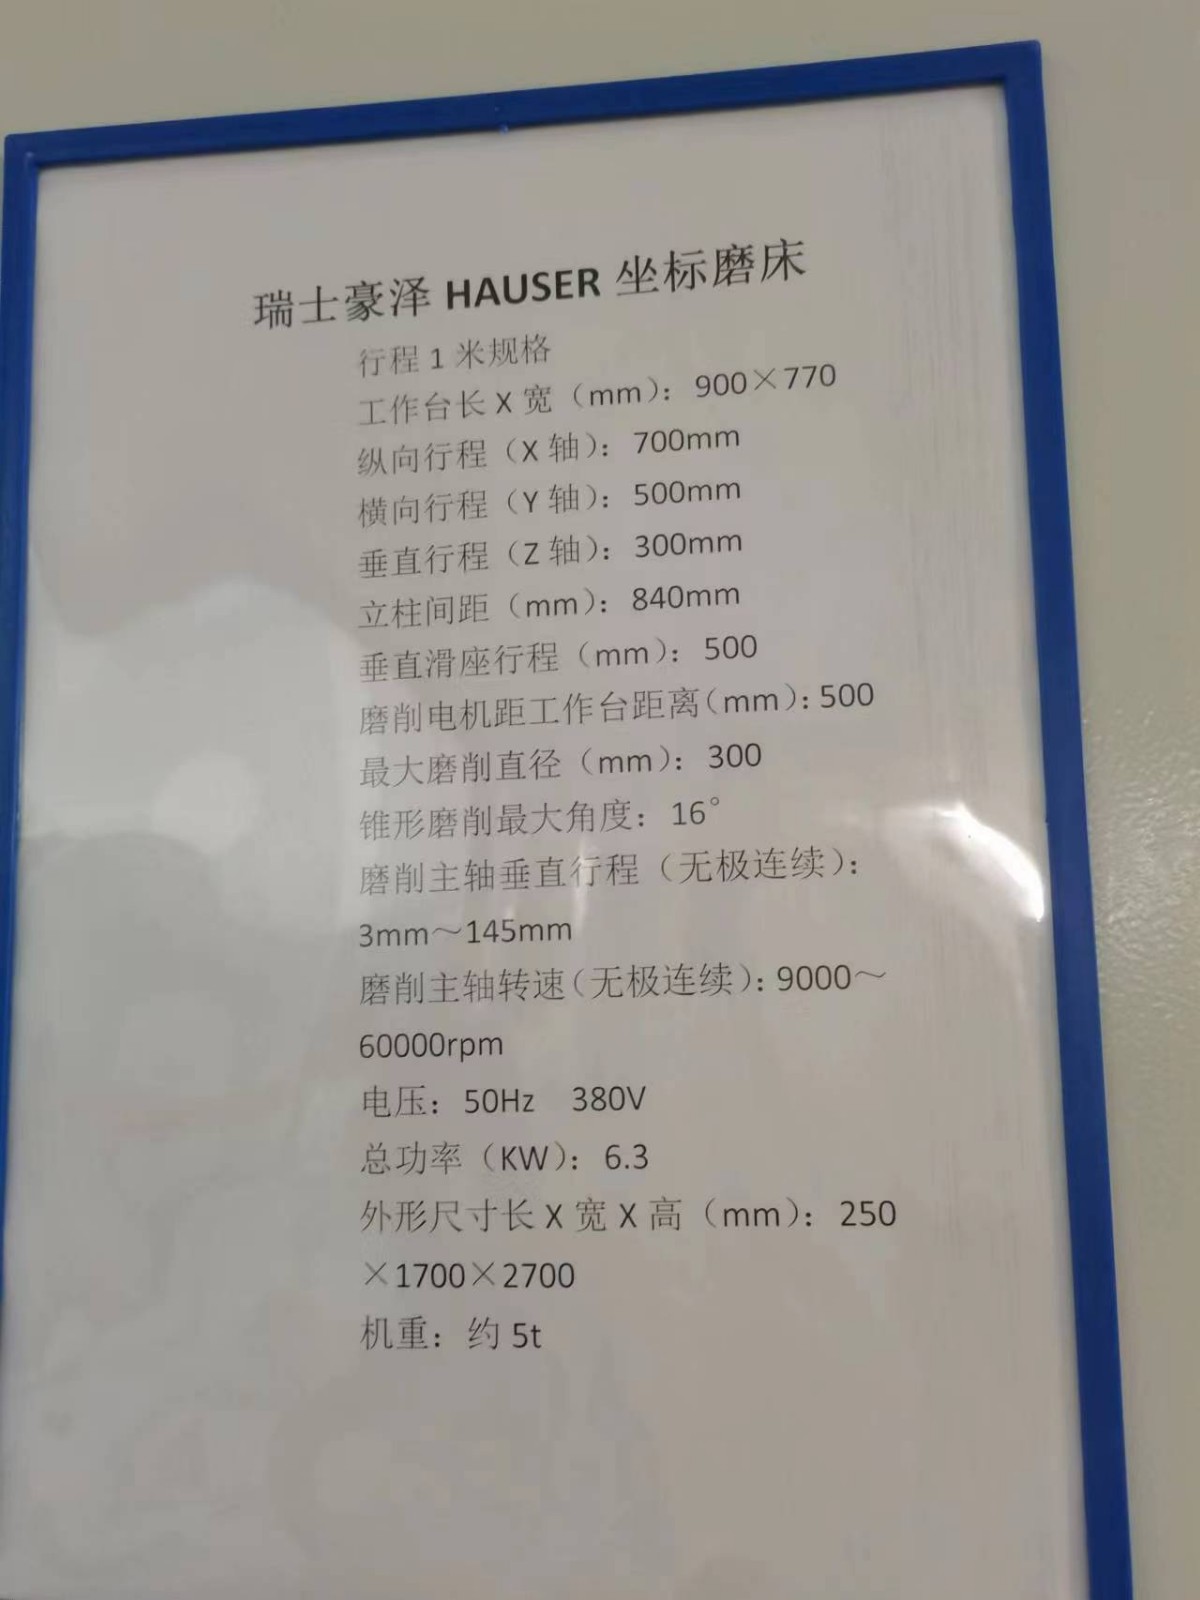 瑞士豪泽 HAUSER 坐标磨床
行程 1 米规格
工作台长 X 宽（mm）：900×770
纵向行程（X 轴）：700mm
横向行程（Y 轴）：500mm
垂直行程（Z 轴）：300mm
立柱间距（mm）：840mm
垂直滑座行程（mm）：500
磨削电机距工作台距离（mm）：500
最大磨削直径（mm）：300
锥形磨削最大角度：16°
磨削主轴垂直行程（无极连续）：
3mm～145mm
磨削主轴转速（无极连续）：9000～
60000rpm
电压：50Hz 380V
总功率（KW）：6.3
外形尺寸长 X 宽 X 高（mm）：250
×1700×2700
机重：约 5t